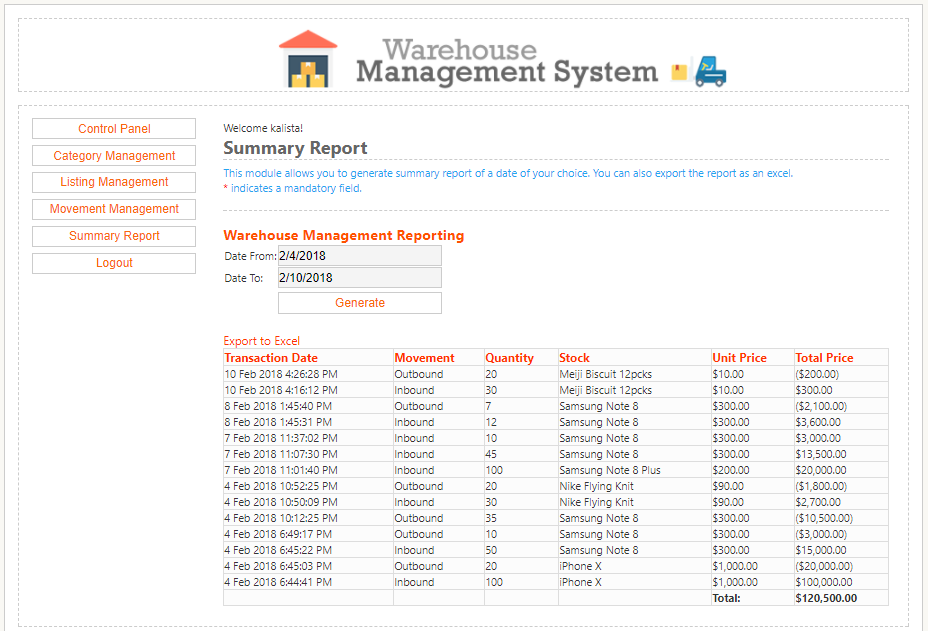 Warehouse
Management System
Control Panel
Category Management
Listing Management
Movement Management
Summary Report
Logout
Welcome kalista!
Summary Report
This module allows you to generate summary report of a date of your choice. You can also export the report as an excel.
* indicates a mandatory field.
Warehouse Management Reporting
Date From: 2/4/2018
Date To: 2/10/2018
Generate
Export to Excel
Transaction Date Movement Quantity Stock Unit Price Total Price
10 Feb 2018 4:26:28 PM Outbound 20 Meiji Biscuit 12pcks $10.00 ($200.00)
10 Feb 2018 4:16:12 PM Inbound 30 Meiji Biscuit 12pcks $10.00 $300.00
8 Feb 2018 1:45:40 PM Outbound 7 Samsung Note 8 $300.00 ($2,100.00)
8 Feb 2018 1:45:31 PM Inbound 12 Samsung Note 8 $300.00 $3,600.00
7 Feb 2018 11:37:02 PM Inbound 10 Samsung Note 8 $300.00 $3,000.00
7 Feb 2018 11:07:30 PM Inbound 45 Samsung Note 8 $300.00 $13,500.00
7 Feb 2018 11:01:40 PM Inbound 100 Samsung Note 8 Plus $200.00 $20,000.00
4 Feb 2018 10:52:25 PM Outbound 20 Nike Flying Knit $90.00 ($1,800.00)
4 Feb 2018 10:50:09 PM Inbound 30 Nike Flying Knit $90.00 $2,700.00
4 Feb 2018 10:12:25 PM Outbound 35 Samsung Note 8 $300.00 ($10,500.00)
4 Feb 2018 6:49:17 PM Outbound 10 Samsung Note 8 $300.00 ($3,000.00)
4 Feb 2018 6:45:22 PM Inbound 50 Samsung Note 8 $300.00 $15,000.00
4 Feb 2018 6:45:03 PM Outbound 20 iPhone X $1,000.00 ($20,000.00)
4 Feb 2018 6:44:41 PM Inbound 100 iPhone X $1,000.00 $100,000.00
Total: $120,500.00